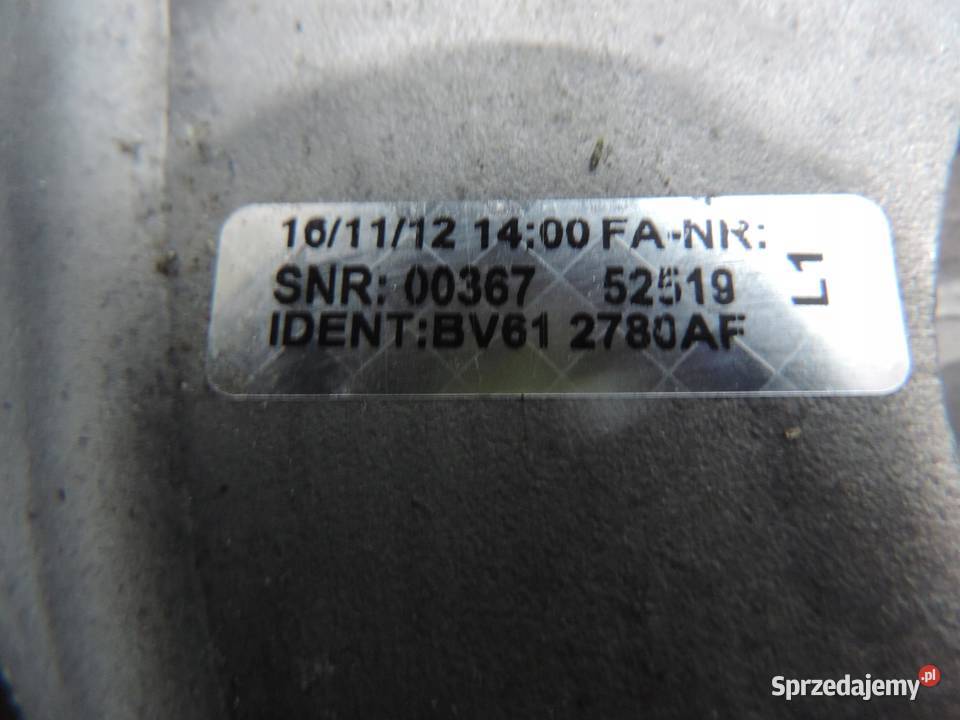 16/11/12 14:00 FA-NR:
SNR: 00367 52519
IDENT:BV61 2780AF
L1
Sprzedajemy.pl